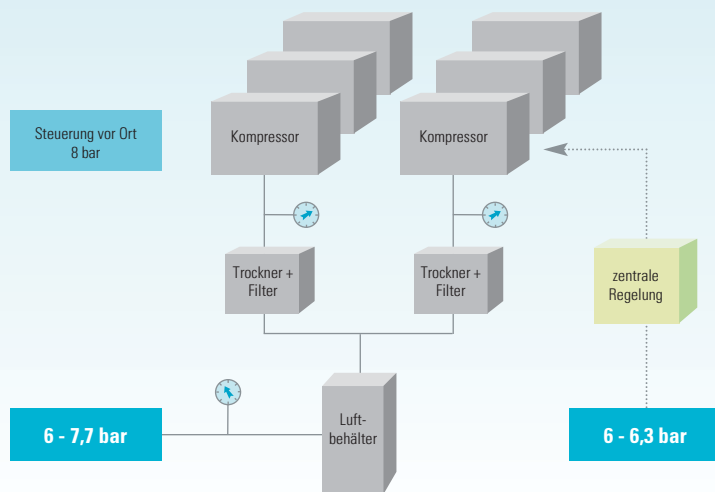 Steuerung vor Ort
8 bar
Kompressor
Kompressor
Trockner +
Filter
Trockner +
Filter
zentrale
Regelung
6 - 7,7 bar
Luft-
behälter
6 - 6,3 bar